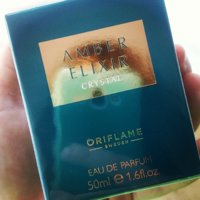 AMBER
ELIXIR
CRYSTAL
ORIFLAME
SWEDEN
EAU DE PARFUM
50ml ℮ 1.6fl.oz